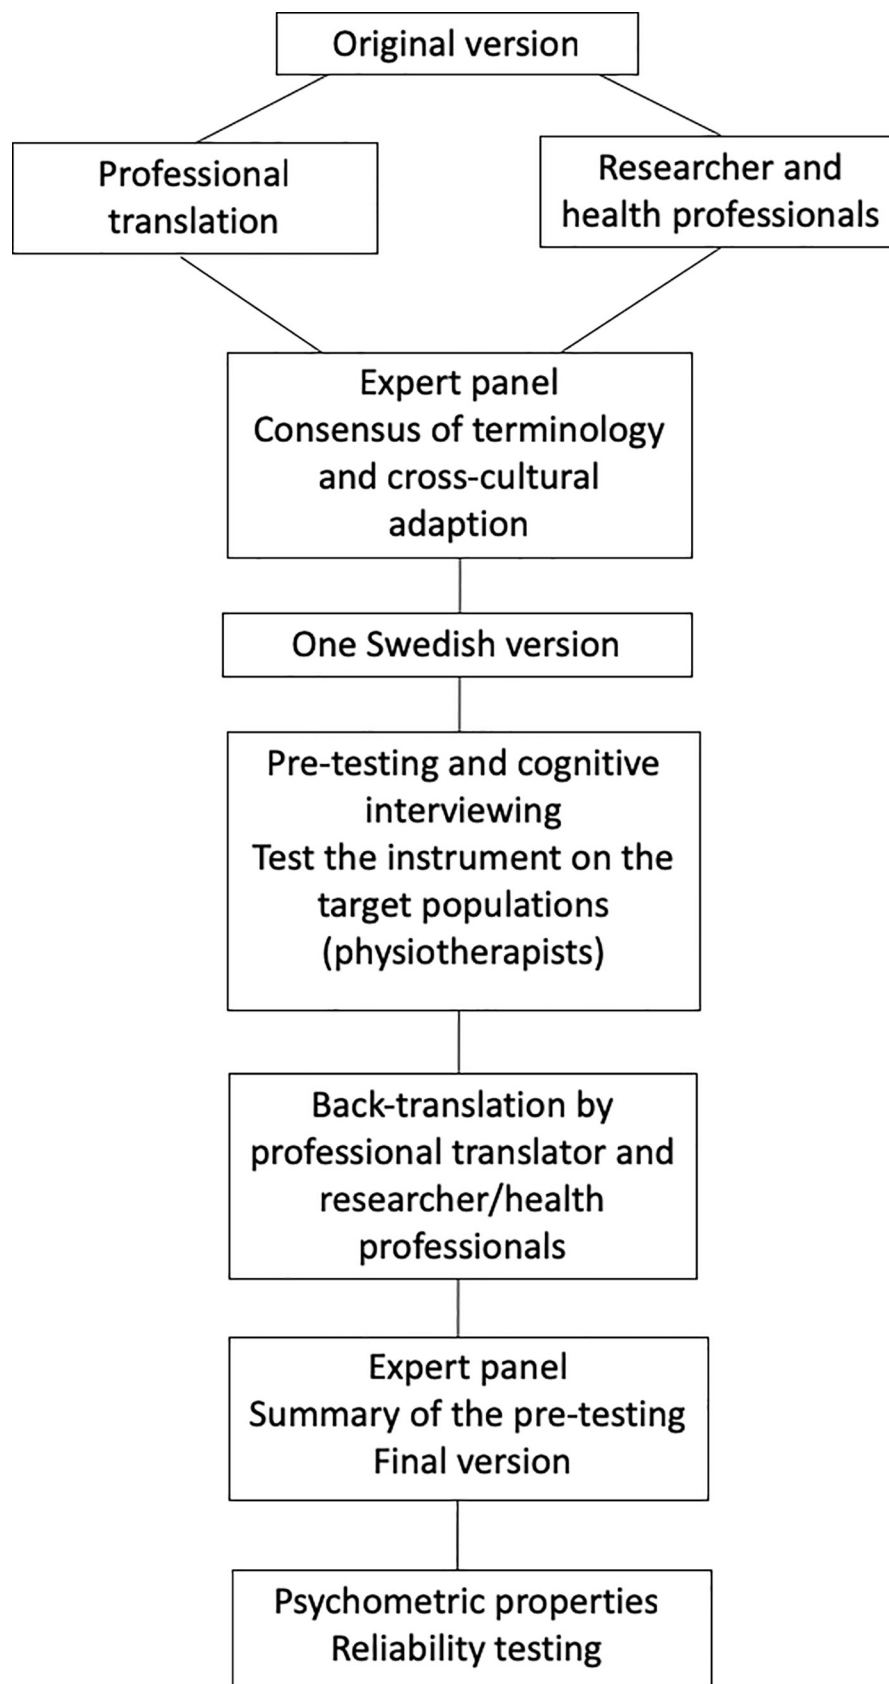 Original version
Professional
translation
Researcher and
health professionals
Expert panel
Consensus of terminology
and cross-cultural
adaption
One Swedish version
Pre-testing and cognitive
interviewing
Test the instrument on the
target populations
(physiotherapists)
Back-translation by
professional translator and
researcher/health
professionals
Expert panel
Summary of the pre-testing
Final version
Psychometric properties
Reliability testing